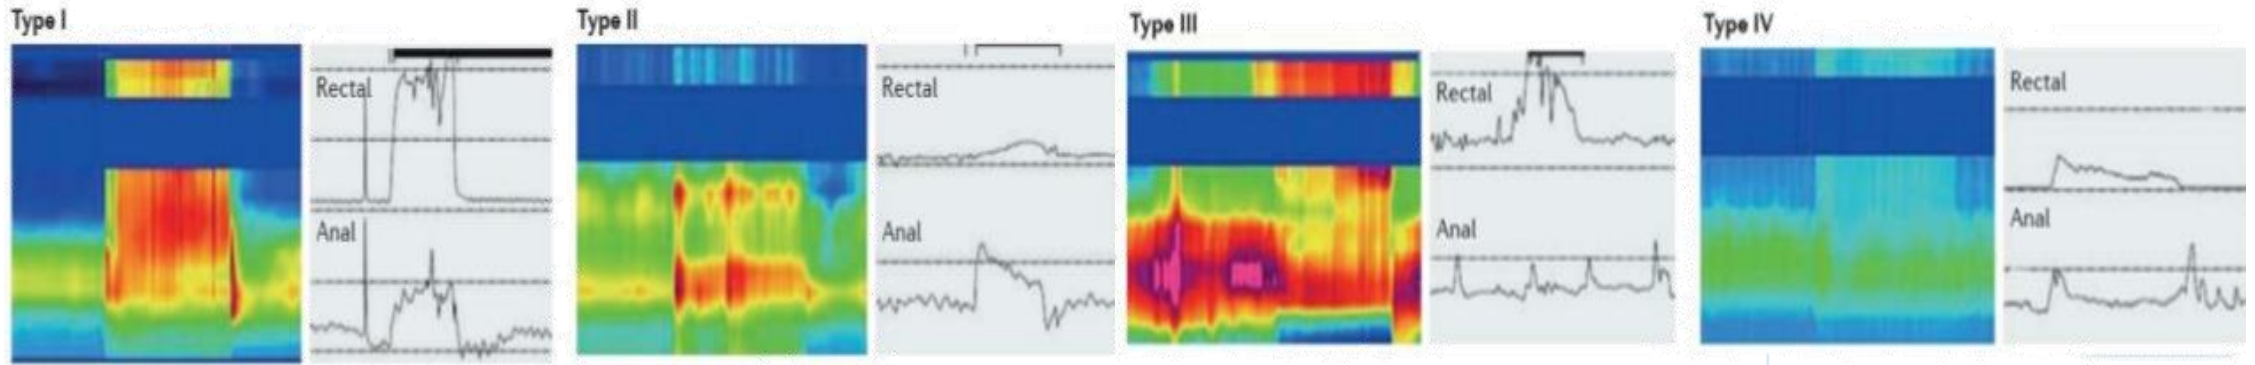 Type I
Rectal
Anal
Type II
Rectal
Anal
Type III
Rectal
Anal
Type IV
Rectal
Anal